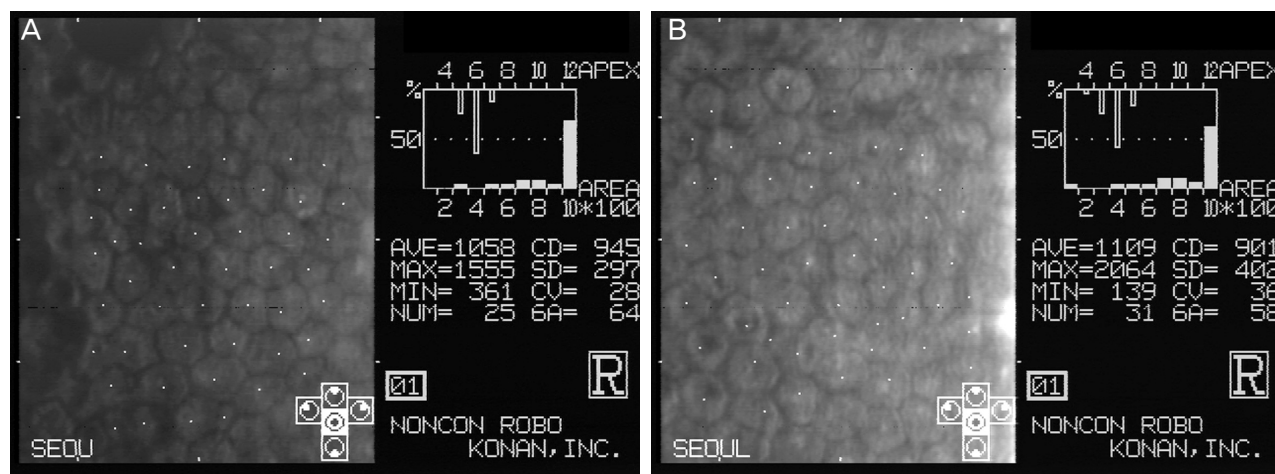 A
4 6 8 10 12APEX
%
50
AREA
2 4 6 8 10*100
AVE=1058 CD= 945
MAX=1555 SD= 297
MIN= 361 CV= 28
NUM= 25 6A= 64
R
01
NONCON ROBO
KONAN,INC.
SEOU
B
4 6 8 10 12APEX
%
50
AREA
2 4 6 8 10*100
AVE=1109 CD= 901
MAX=2064 SD= 402
MIN= 139 CV= 36
NUM= 31 6A= 58
R
01
NONCON ROBO
KONAN,INC.
SEOUL